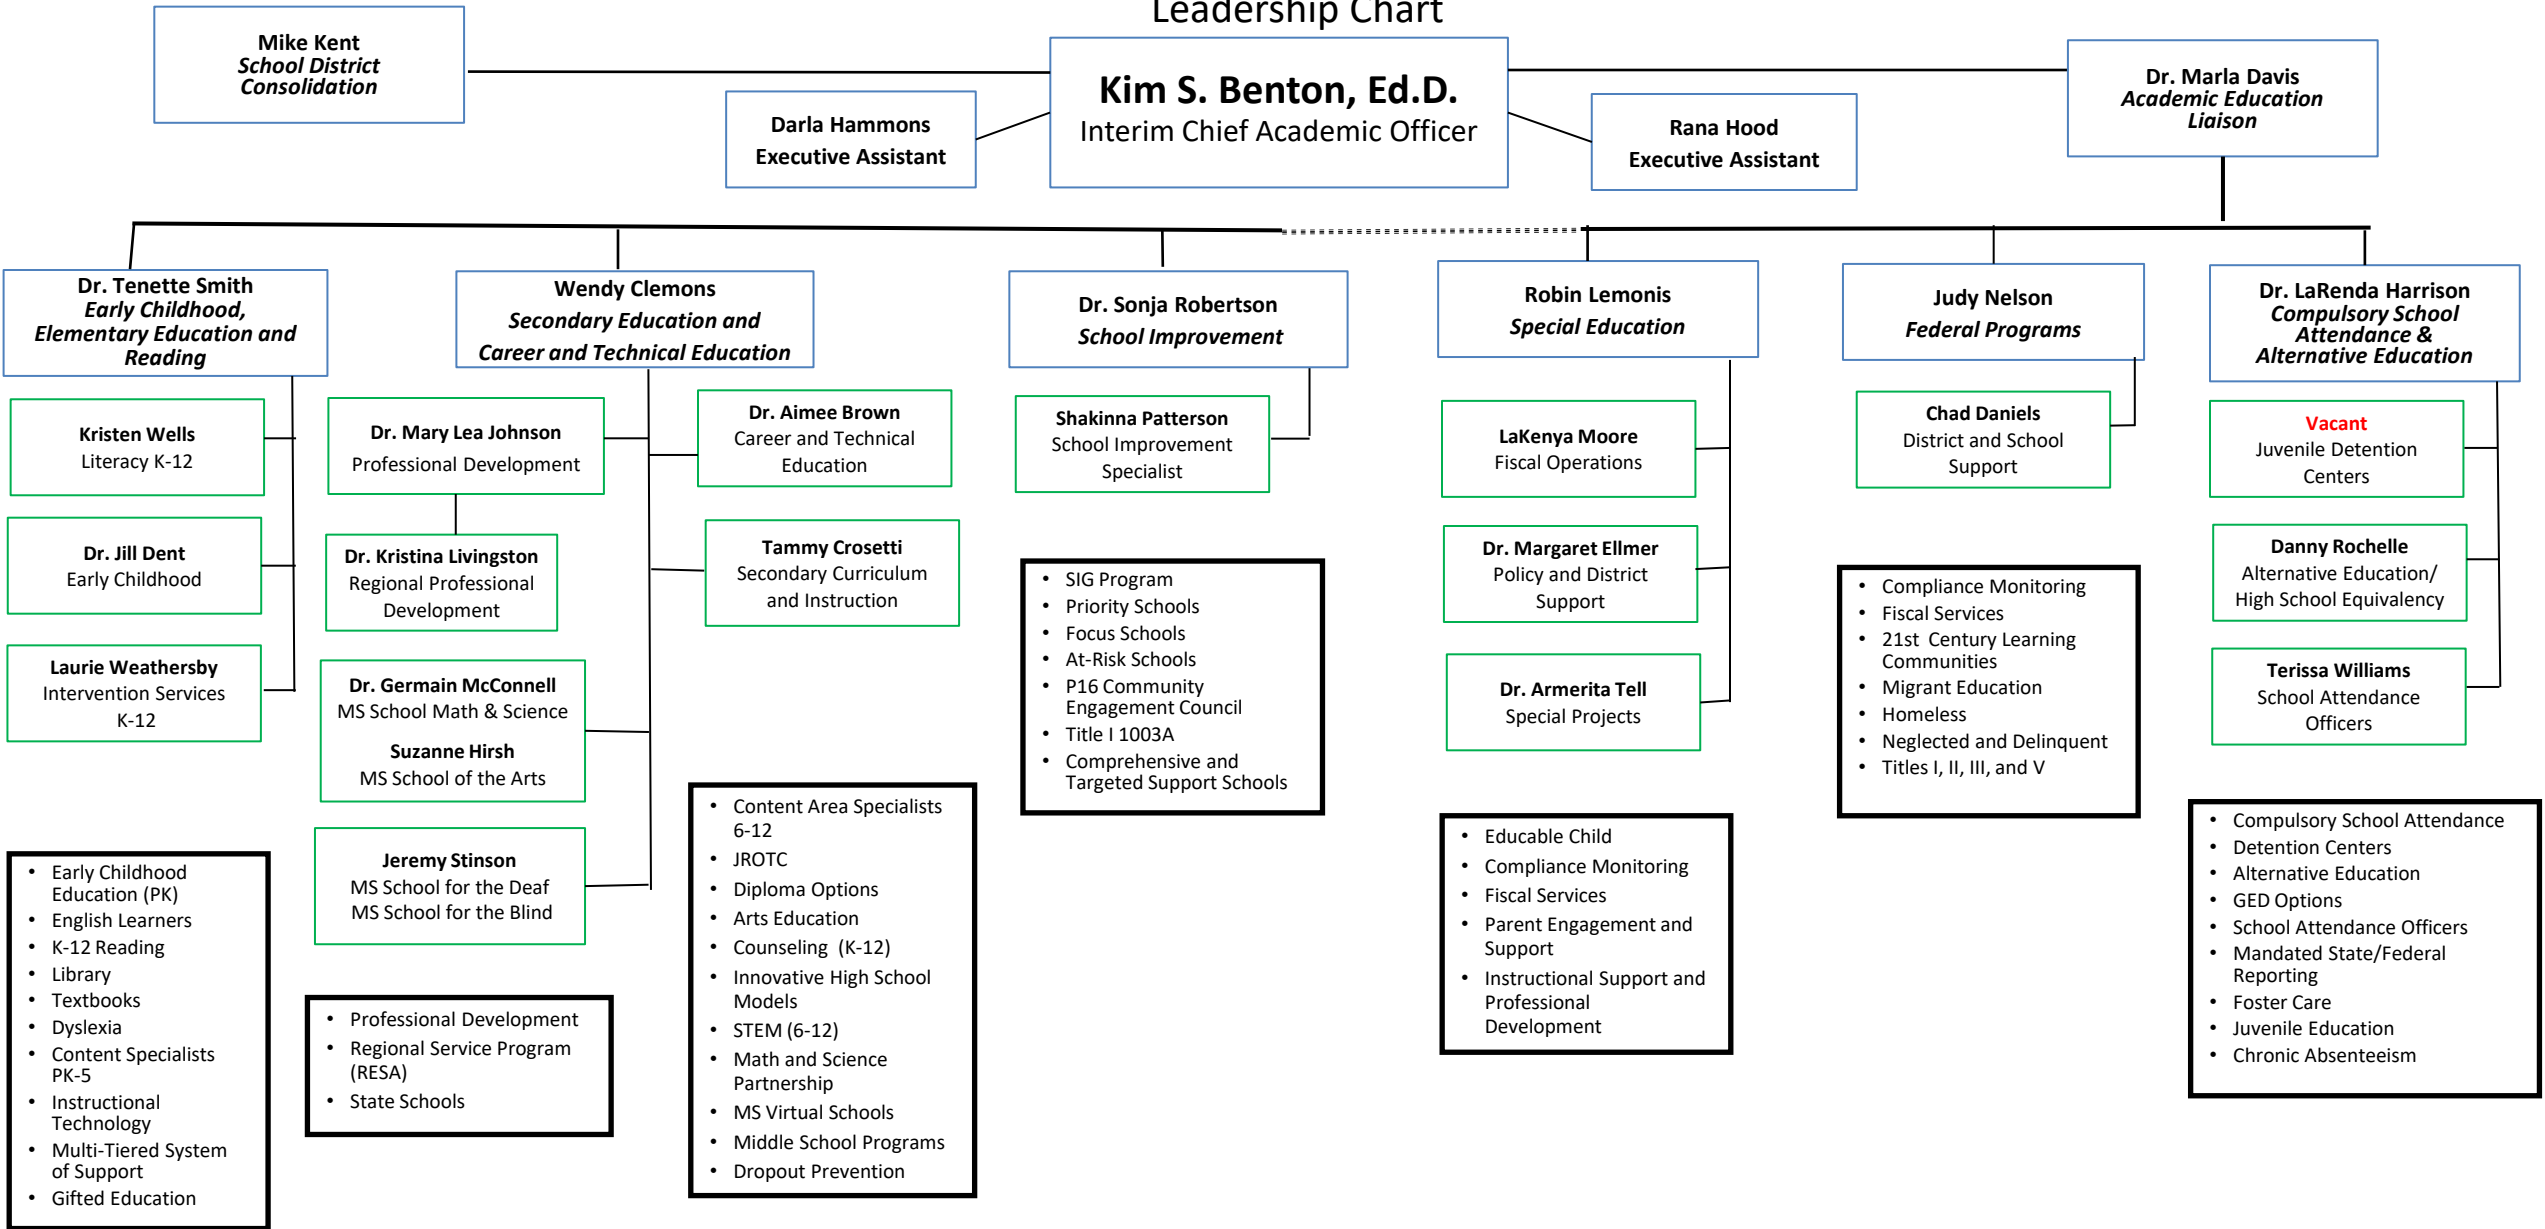 Leadership Chart
Mike Kent
School District
Consolidation
Kim S. Benton, Ed.D.
Interim Chief Academic Officer
Dr. Marla Davis
Academic Education
Liaison
Darla Hammons
Executive Assistant
Rana Hood
Executive Assistant
Dr. Tenette Smith
Early Childhood,
Elementary Education and
Reading
Wendy Clemons
Secondary Education and
Career and Technical Education
Dr. Sonja Robertson
School Improvement
Robin Lemonis
Special Education
Judy Nelson
Federal Programs
Dr. LaRenda Harrison
Compulsory School
Attendance &
Alternative Education
Kristen Wells
Literacy K-12
Dr. Jill Dent
Early Childhood
Laurie Weathersby
Intervention Services
K-12
• Early Childhood
Education (PK)
• English Learners
• K-12 Reading
• Library
• Textbooks
• Dyslexia
• Content Specialists
PK-5
• Instructional
Technology
• Multi-Tiered System
of Support
• Gifted Education
Dr. Mary Lea Johnson
Professional Development
Dr. Kristina Livingston
Regional Professional
Development
Dr. Germain McConnell
MS School Math & Science
Suzanne Hirsh
MS School of the Arts
Jeremy Stinson
MS School for the Deaf
MS School for the Blind
• Professional Development
• Regional Service Program
(RESA)
• State Schools
Dr. Aimee Brown
Career and Technical
Education
Tammy Crosetti
Secondary Curriculum
and Instruction
• Content Area Specialists
6-12
• JROTC
• Diploma Options
• Arts Education
• Counseling (K-12)
• Innovative High School
Models
• STEM (6-12)
• Math and Science
Partnership
• MS Virtual Schools
• Middle School Programs
• Dropout Prevention
Shakinna Patterson
School Improvement
Specialist
• SIG Program
• Priority Schools
• Focus Schools
• At-Risk Schools
• P16 Community
Engagement Council
• Title I 1003A
• Comprehensive and
Targeted Support Schools
LaKenya Moore
Fiscal Operations
Dr. Margaret Ellmer
Policy and District
Support
Dr. Armerita Tell
Special Projects
• Educable Child
• Compliance Monitoring
• Fiscal Services
• Parent Engagement and
Support
• Instructional Support and
Professional
Development
Chad Daniels
District and School
Support
• Compliance Monitoring
• Fiscal Services
• 21st Century Learning
Communities
• Migrant Education
• Homeless
• Neglected and Delinquent
• Titles I, II, III, and V
Vacant
Juvenile Detention
Centers
Danny Rochelle
Alternative Education/
High School Equivalency
Terissa Williams
School Attendance
Officers
• Compulsory School Attendance
• Detention Centers
• Alternative Education
• GED Options
• School Attendance Officers
• Mandated State/Federal
Reporting
• Foster Care
• Juvenile Education
• Chronic Absenteeism